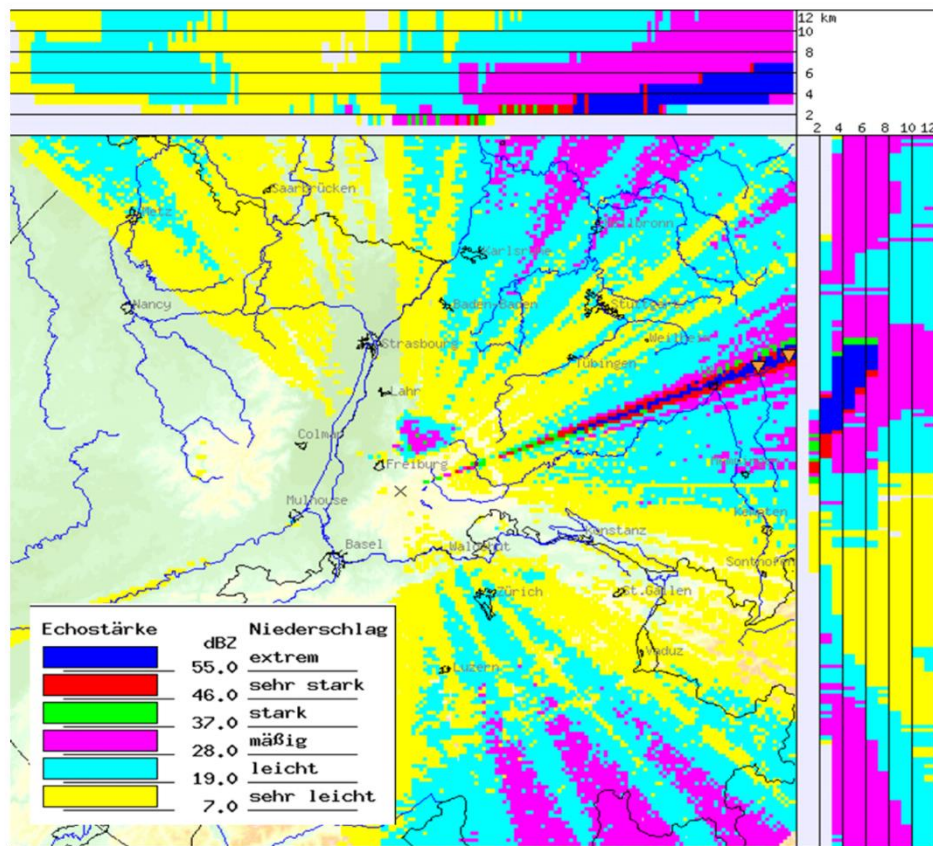 12 km
10
8
6
4
2
2 4 6 8 10 12
Saarbrücken
Metz
Karlsruhe
Heilbronn
Nancy
Baden-Baden
Stuttgart
Strasbourg
Tübingen
Lahr
Colmar
Freiburg
Mulhouse
Kempten
Basel
Waldshut
Konstanz
Sonthofen
Zürich
St.Gallen
Vaduz
Luzern
Echostärke dBZ Niederschlag
55.0 extrem
46.0 sehr stark
37.0 stark
28.0 mäßig
19.0 leicht
7.0 sehr leicht